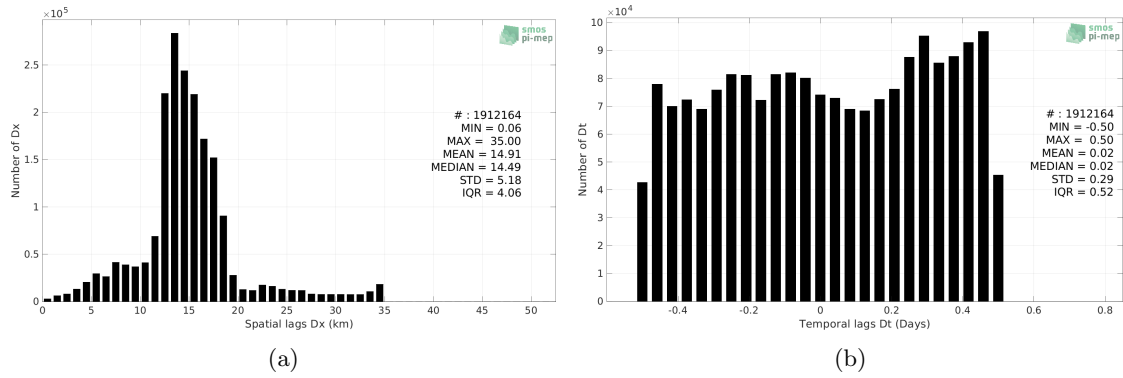 ×10⁵
smos
pi-mep
2.5
2
1.5
1
0.5
0
Number of Dx
# : 1912164
MIN = 0.06
MAX = 35.00
MEAN = 14.91
MEDIAN = 14.49
STD = 5.18
IQR = 4.06
0 5 10 15 20 25 30 35 40 45 50
Spatial lags Dx (km)
(a)
×10⁴
smos
pi-mep
10
9
8
7
6
5
4
3
2
1
0
Number of Dt
# : 1912164
MIN = -0.50
MAX = 0.50
MEAN = 0.02
MEDIAN = 0.02
STD = 0.29
IQR = 0.52
-0.4 -0.2 0 0.2 0.4 0.6 0.8
Temporal lags Dt (Days)
(b)